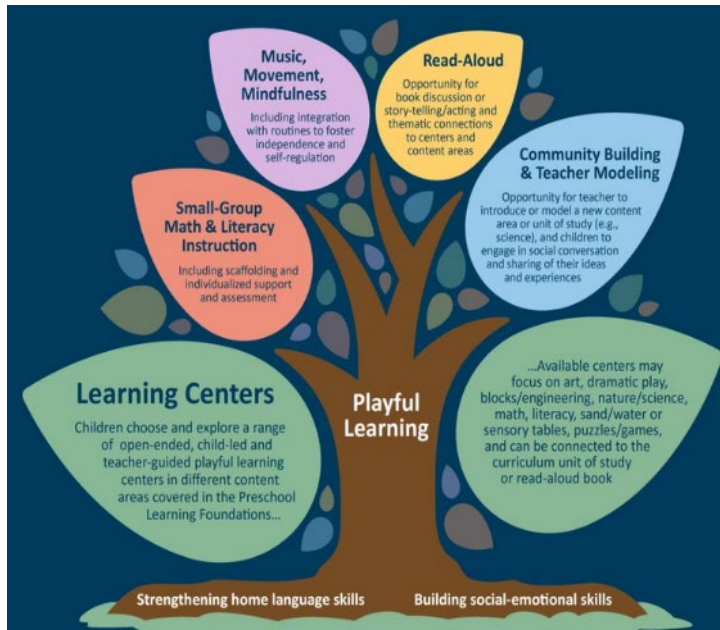 Music,
Movement,
Mindfulness
Including integration
with routines to foster
independence and
self-regulation
Read-Aloud
Opportunity for
book discussion or
story-telling/acting and
thematic connections
to centers and
content areas
Community Building
& Teacher Modeling
Opportunity for teacher to
introduce or model a new content
area or unit of study (e.g.,
science), and children to
engage in social conversation
and sharing of their ideas
and experiences
Small-Group
Math & Literacy
Instruction
Including scaffolding and
individualized support
and assessment
Learning Centers
Children choose and explore a range
of open-ended, child-led and
teacher-guided playful learning
centers in different content
areas covered in the Preschool
Learning Foundations...
Playful
Learning
...Available centers may
focus on art, dramatic play,
blocks/engineering, nature/science,
math, literacy, sand/water or
sensory tables, puzzles/games,
and can be connected to the
curriculum unit of study
or read-aloud book
Strengthening home language skills
Building social-emotional skills